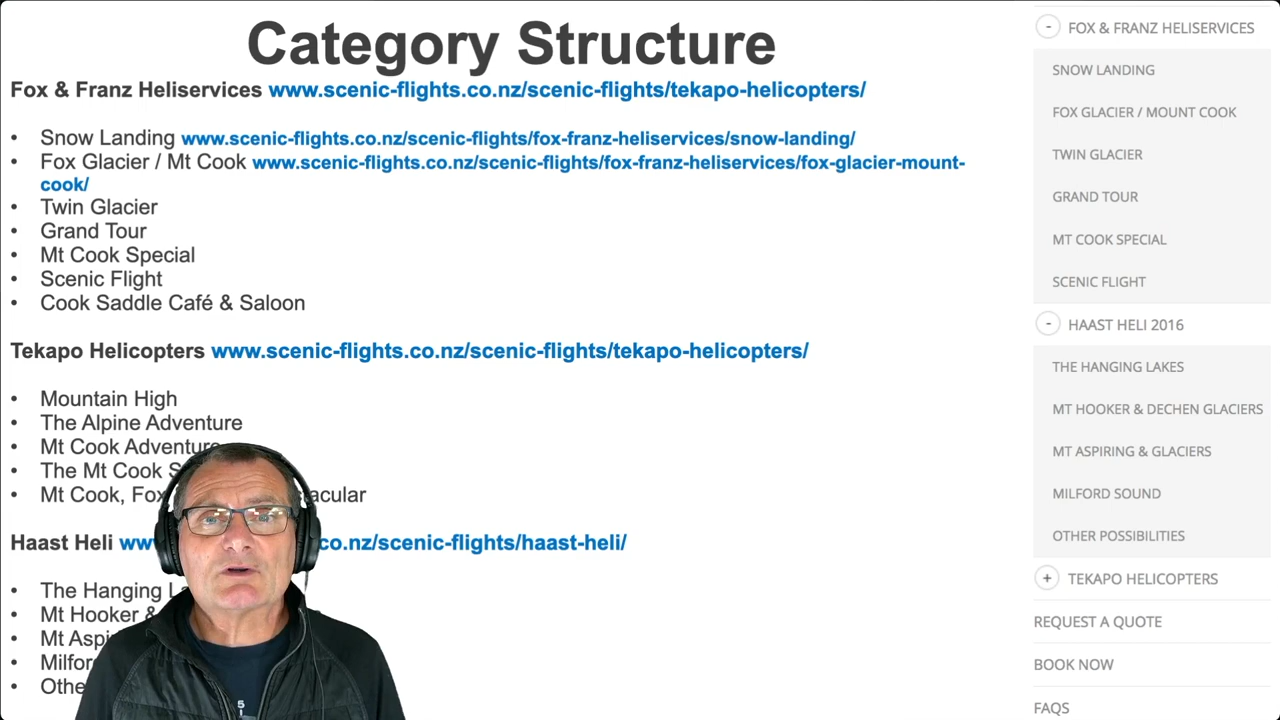 Category Structure
Fox & Franz Heliservices www.scenic-flights.co.nz/scenic-flights/tekapo-helicopters/
• Snow Landing www.scenic-flights.co.nz/scenic-flights/fox-franz-heliservices/snow-landing/
• Fox Glacier / Mt Cook www.scenic-flights.co.nz/scenic-flights/fox-franz-heliservices/fox-glacier-mount-
cook/
• Twin Glacier
• Grand Tour
• Mt Cook Special
• Scenic Flight
• Cook Saddle Café & Saloon
Tekapo Helicopters www.scenic-flights.co.nz/scenic-flights/tekapo-helicopters/
• Mountain High
• The Alpine Adventure
• Mt Cook Adventure
• The Mt Cook
• Mt Cook, Fox
Haast Heli co.nz/scenic-flights/haast-heli/
• The Hanging
• Mt Hooker &
• Mt
•
•
- FOX & FRANZ HELISERVICES
SNOW LANDING
FOX GLACIER / MOUNT COOK
TWIN GLACIER
GRAND TOUR
MT COOK SPECIAL
SCENIC FLIGHT
- HAAST HELI 2016
THE HANGING LAKES
MT HOOKER & DECHEN GLACIERS
MT ASPIRING & GLACIERS
MILFORD SOUND
OTHER POSSIBILITIES
+ TEKAPO HELICOPTERS
REQUEST A QUOTE
BOOK NOW
FAQS